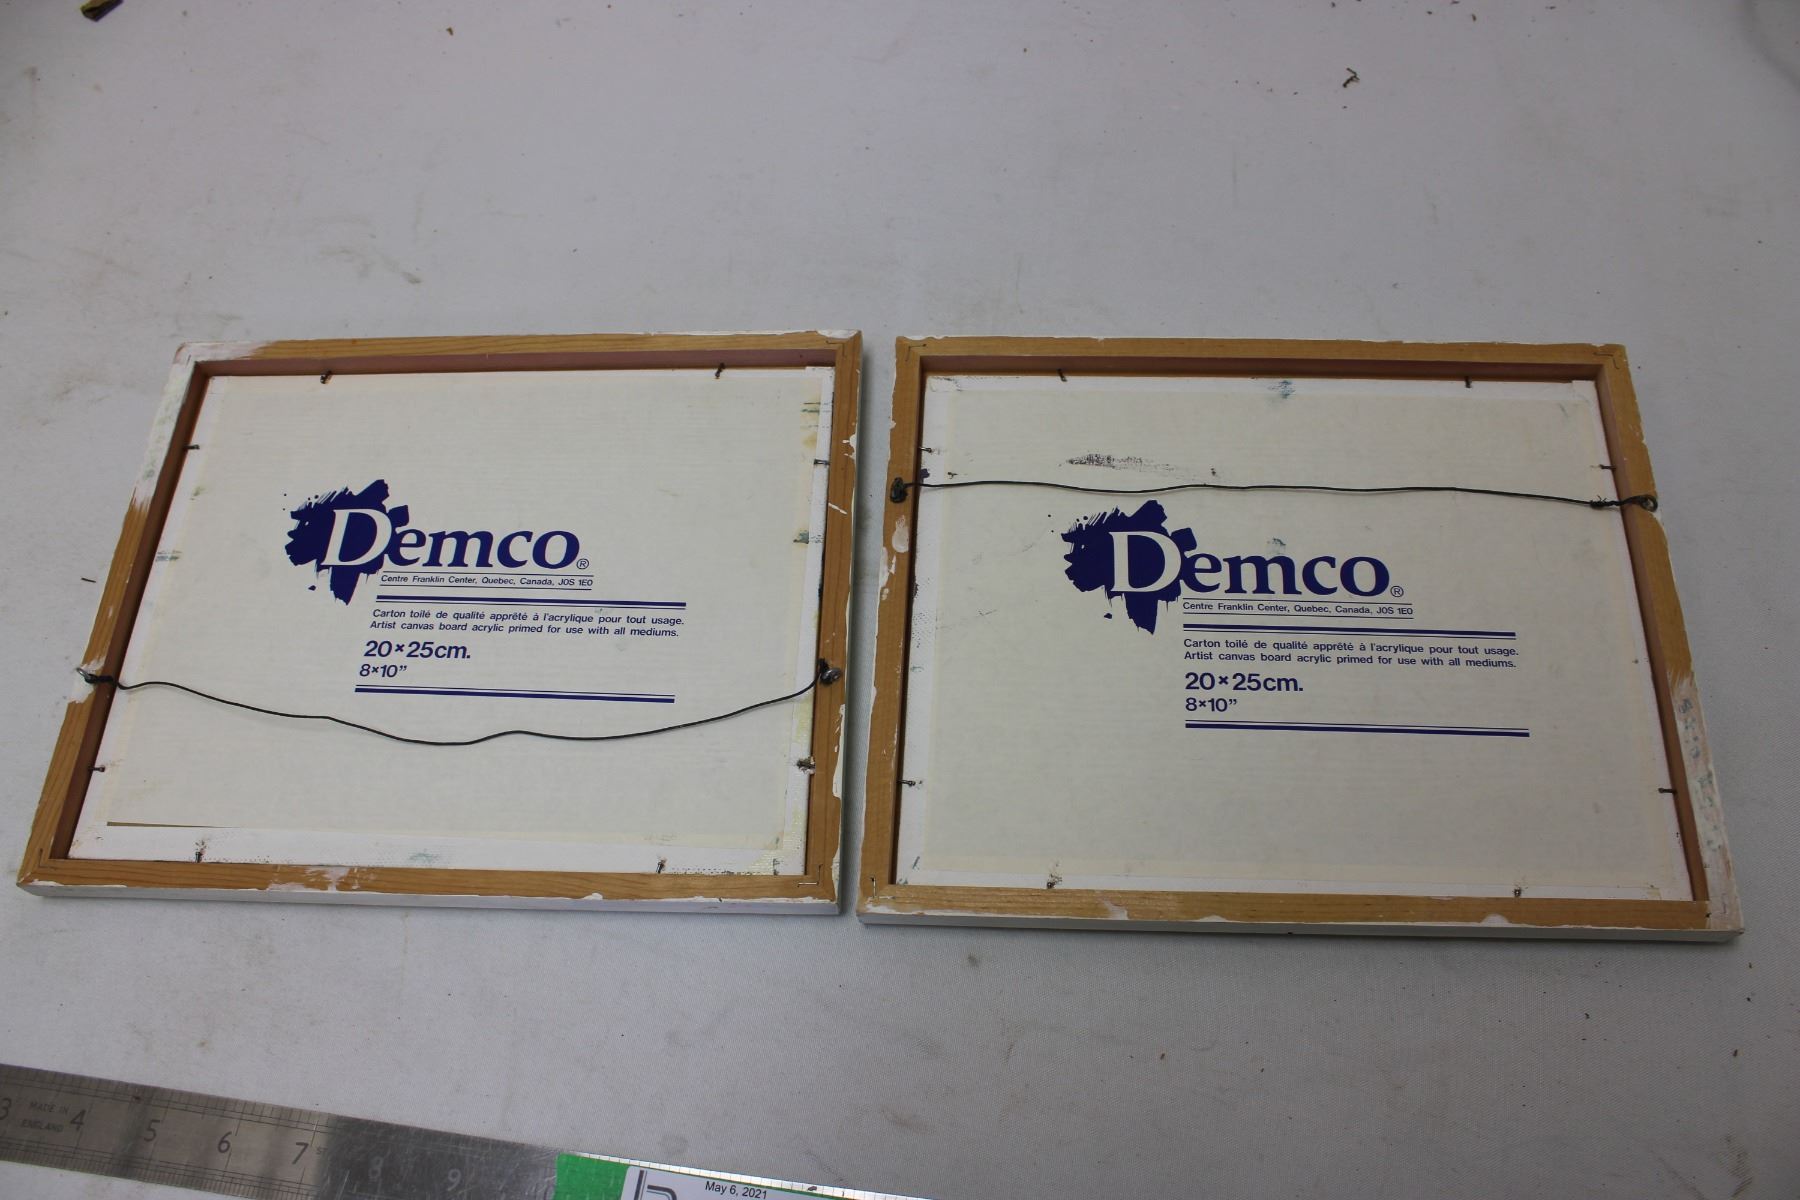 Demco®
Centre Franklin Center, Quebec, Canada, J0S 1E0
Carton toilé de qualité apprêté à l'acrylique pour tout usage.
Artist canvas board acrylic primed for use with all mediums.
20×25cm.
8×10”
Demco®
Centre Franklin Center, Quebec, Canada, J0S 1E0
Carton toilé de qualité apprêté à l'acrylique pour tout usage.
Artist canvas board acrylic primed for use with all mediums.
20×25cm.
8×10”
3 MADE IN 4 5 6 7 8 9
ENGLAND
May 6, 2021